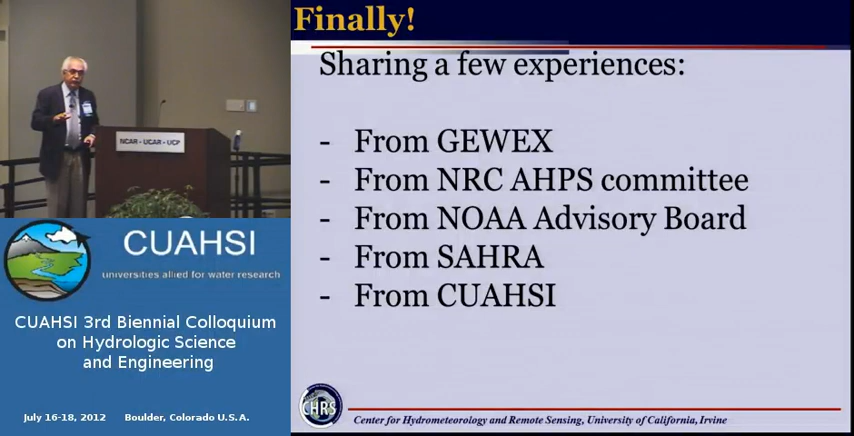 Finally!
Sharing a few experiences:
- From GEWEX
- From NRC AHPS committee
- From NOAA Advisory Board
- From SAHRA
- From CUAHSI
CHRS
Center for Hydrometeorology and Remote Sensing, University of California, Irvine
NCAR - UCAR - UCP
CUAHSI
universities allied for water research
CUAHSI 3rd Biennial Colloquium
on Hydrologic Science
and Engineering
July 16-18, 2012 Boulder, Colorado U.S.A.